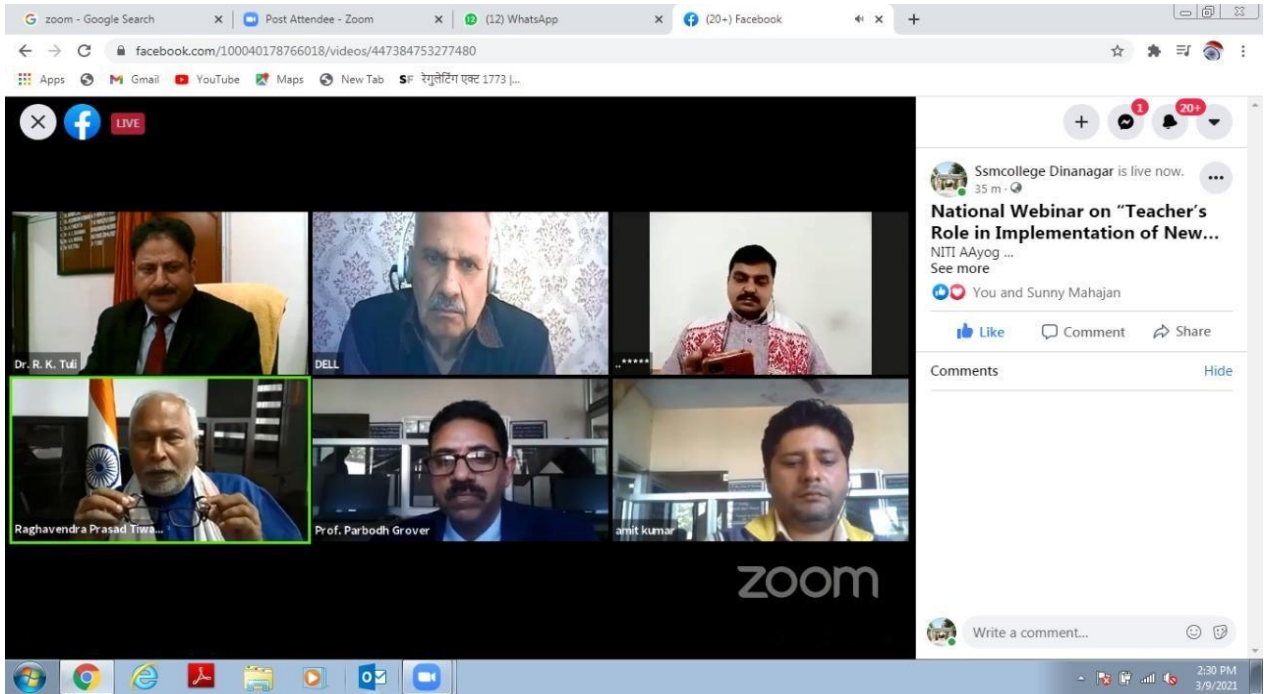 zoom - Google Search
Post Attendee - Zoom
(12) WhatsApp
(20+) Facebook
facebook.com/100040178766018/videos/447384753277480
Apps
Gmail
YouTube
Maps
New Tab
SF रेगुलेटिंग एक्ट 1773 |...
LIVE
1
20+
Ssmcollege Dinanagar is live now.
35 m
National Webinar on “Teacher’s
Role in Implementation of New...
NITI AAyog ...
See more
You and Sunny Mahajan
Like
Comment
Share
Comments
Hide
Dr. R. K. Tuli
DELL
..*****
Raghavendra Prasad Tiwa...
Prof. Parbodh Grover
amit kumar
zoom
Write a comment...
2:30 PM
3/9/2021